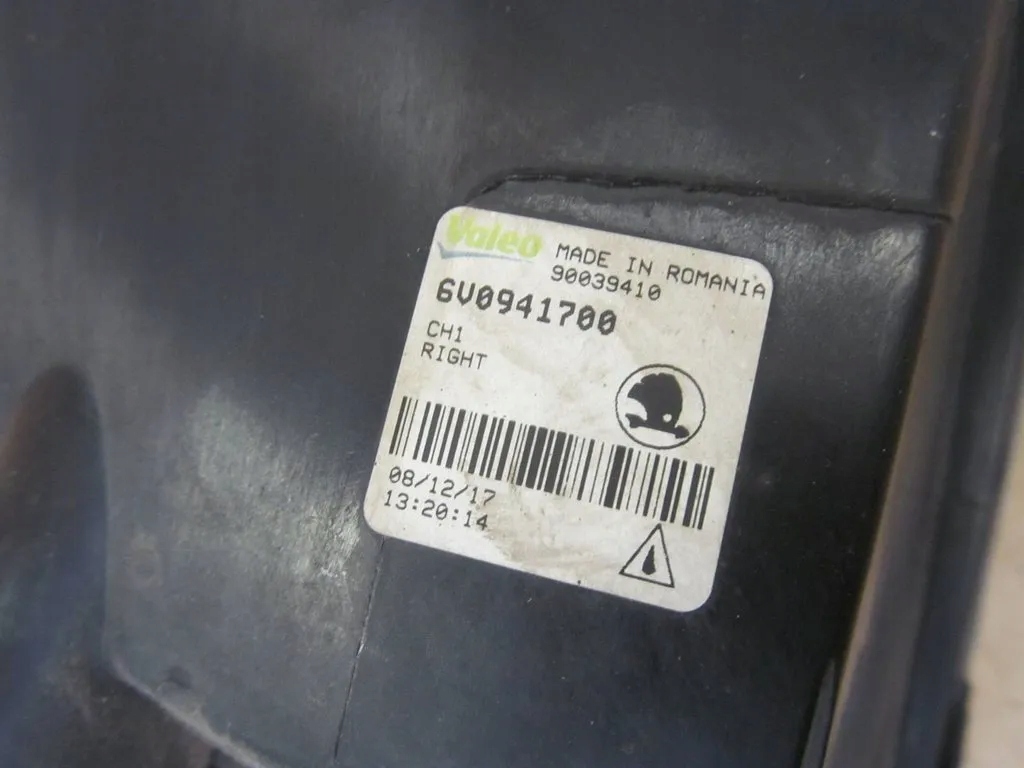 Valeo
MADE IN ROMANIA
90039410
6V0941700
CH1
RIGHT
08/12/17
13:20:14